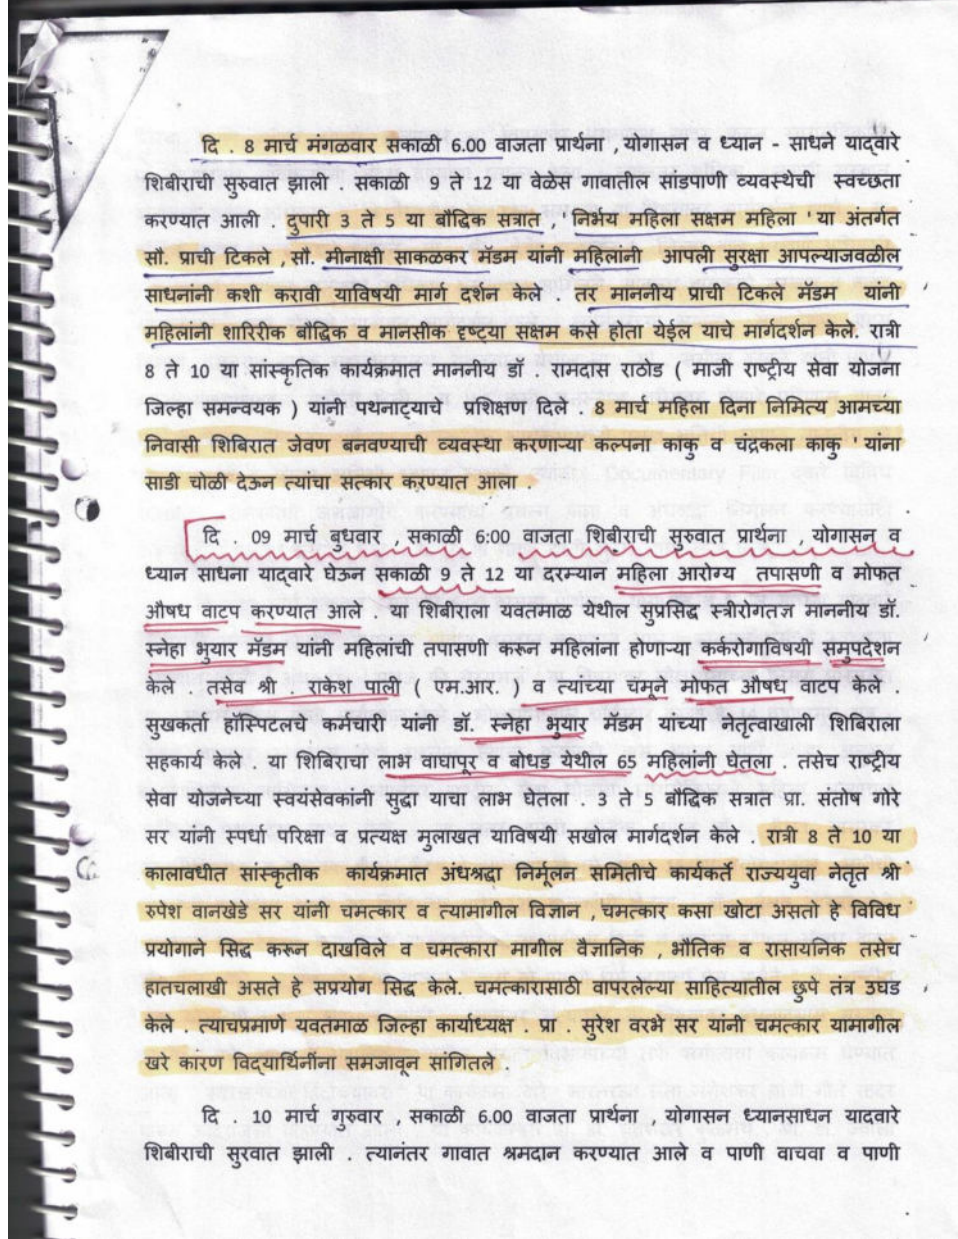 दि . 8 मार्च मंगळवार सकाळी 6.00 वाजता प्रार्थना ,योगासन व ध्यान - साधने याद्वारे
शिबीराची सुरुवात झाली . सकाळी 9 ते 12 या वेळेस गावातील सांडपाणी व्यवस्थेची स्वच्छता
करण्यात आली . दुपारी 3 ते 5 या बौद्धिक सत्रात , ' निर्भय महिला सक्षम महिला ' या अंतर्गत
सौ. प्राची टिकले , सौ. मीनाक्षी साकळकर मॅडम यांनी महिलांनी आपली सुरक्षा आपल्याजवळील
साधनांनी कशी करावी याविषयी मार्ग दर्शन केले . तर माननीय प्राची टिकले मॅडम यांनी
महिलांनी शारिरीक बौद्धिक व मानसीक दृष्ट्या सक्षम कसे होता येईल याचे मार्गदर्शन केले. रात्री
8 ते 10 या सांस्कृतिक कार्यक्रमात माननीय डॉ . रामदास राठोड ( माजी राष्ट्रीय सेवा योजना
जिल्हा समन्वयक ) यांनी पथनाट्याचे प्रशिक्षण दिले . 8 मार्च महिला दिना निमित्य आमच्या
निवासी शिबिरात जेवण बनवण्याची व्यवस्था करणाऱ्या कल्पना काकु व चंद्रकला काकु ' यांना
साडी चोळी देऊन त्यांचा सत्कार करण्यात आला .
दि . 09 मार्च बुधवार , सकाळी 6:00 वाजता शिबीराची सुरुवात प्रार्थना , योगासन व
ध्यान साधना याद्वारे घेऊन सकाळी 9 ते 12 या दरम्यान महिला आरोग्य तपासणी व मोफत
औषध वाटप करण्यात आले . या शिबीराला यवतमाळ येथील सुप्रसिद्ध स्त्रीरोगतज्ञ माननीय डॉ.
स्नेहा भुयार मॅडम यांनी महिलांची तपासणी करून महिलांना होणाऱ्या कर्करोगाविषयी समुपदेशन
केले . तसेव श्री . राकेश पाली ( एम.आर. ) व त्यांच्या चमूने मोफत औषध वाटप केले .
सुखकर्ता हॉस्पिटलचे कर्मचारी यांनी डॉ. स्नेहा भुयार मॅडम यांच्या नेतृत्वाखाली शिबिरास
सहकार्य केले . या शिबिराचा लाभ वाघापूर व बोधड येथील 65 महिलांनी घेतला . तसेच राष्ट्रीय
सेवा योजनेच्या स्वयंसेवकांनी सुद्धा याचा लाभ घेतला . 3 ते 5 बौद्धिक सत्रात प्रा. संतोष गोरे
सर यांनी स्पर्धा परिक्षा व प्रत्यक्ष मुलाखत याविषयी सखोल मार्गदर्शन केले . रात्री 8 ते 10 या
कालावधीत सांस्कृतीक कार्यक्रमात अंधश्रद्धा निर्मूलन समितीचे कार्यकर्ते राज्ययुवा नेतृत श्री
रुपेश वानखेडे सर यांनी चमत्कार व त्यामागील विज्ञान , चमत्कार कसा खोटा असतो हे विविध
प्रयोगाने सिद्ध करून दाखविले व चमत्कारा मागील वैज्ञानिक , भौतिक व रासायनिक तसेच
हातचलाखी असते हे सप्रयोग सिद्ध केले. चमत्कारासाठी वापरलेल्या साहित्यातील छुपे तंत्र उघड
केले . त्याचप्रमाणे यवतमाळ जिल्हा कार्याध्यक्ष . प्रा . सुरेश वरभे सर यांनी चमत्कार यामागील
खरे कारण विद्यार्थिनींना समजावून सांगितले .
दि . 10 मार्च गुरुवार . सकाळी 6.00 वाजता प्रार्थना . योगासन ध्यानसाधन याद्वारे
शिबीराची सुरवात झाली . त्यानंतर गावात श्रमदान करण्यात आले व पाणी वाचवा व पाणी